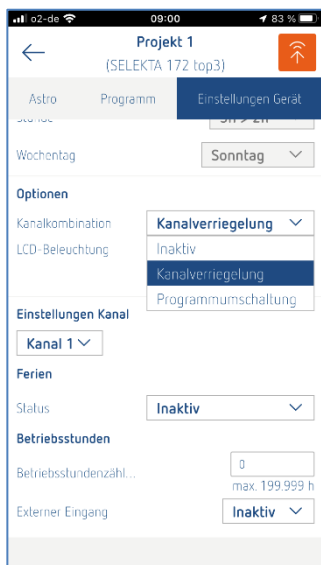 o2-de 09:00 83 %
Projekt 1
(SELEKTA 172 top3)
Astro Programm Einstellungen Gerät
Wochentag Sonntag
Optionen
Kanalkombination Kanalverriegelung
LCD-Beleuchtung Inaktiv
Kanalverriegelung
Programmumschaltung
Einstellungen Kanal
Kanal 1
Ferien
Status Inaktiv
Betriebsstunden
Betriebsstundenzähl... 0
max. 199.999 h
Externer Eingang Inaktiv